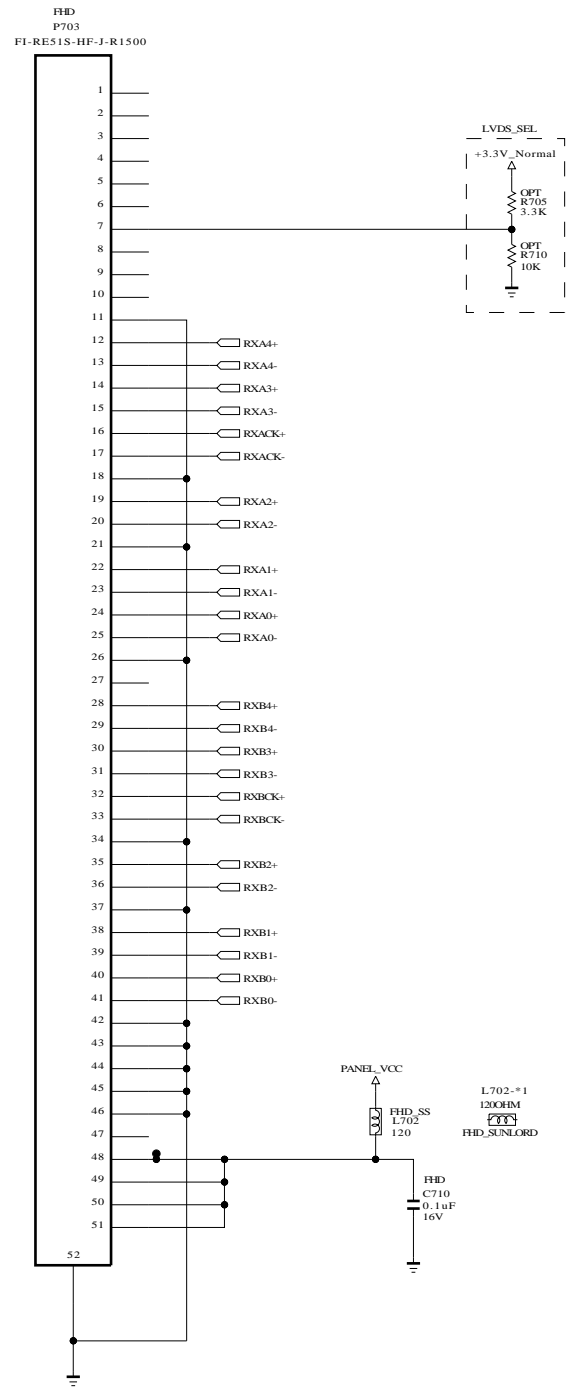 FHD
P703
FI-RE51S-HF-J-R1500
1
2
3
4
5
6
7
8
9
10
11
12
13
14
15
16
17
18
19
20
21
22
23
24
25
26
27
28
29
30
31
32
33
34
35
36
37
38
39
40
41
42
43
44
45
46
47
48
49
50
51
52
LVDS_SEL
+3.3V_Normal
OPT
R705
3.3K
OPT
R710
10K
RXA4+
RXA4-
RXA3+
RXA3-
RXACK+
RXACK-
RXA2+
RXA2-
RXA1+
RXA1-
RXA0+
RXA0-
RXB4+
RXB4-
RXB3+
RXB3-
RXBCK+
RXBCK-
RXB2+
RXB2-
RXB1+
RXB1-
RXB0+
RXB0-
PANEL_VCC
FHD_SS
L702
120
L702-*1
120OHM
FHD_SUNLORD
FHD
C710
0.1uF
16V